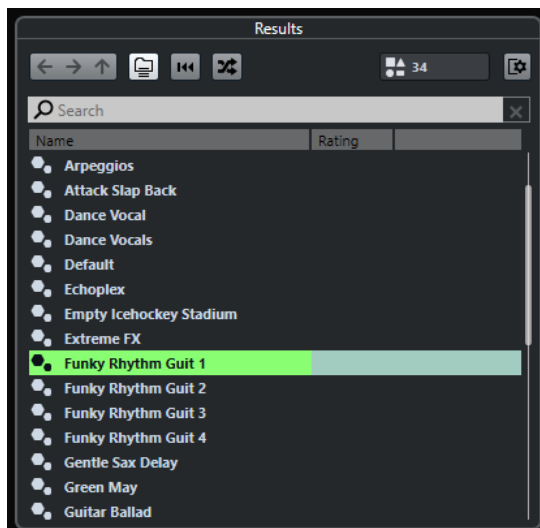 Results
34
Search
Name Rating
Arpeggios
Attack Slap Back
Dance Vocal
Dance Vocals
Default
Echoplex
Empty Icehockey Stadium
Extreme FX
Funky Rhythm Guit 1
Funky Rhythm Guit 2
Funky Rhythm Guit 3
Funky Rhythm Guit 4
Gentle Sax Delay
Green May
Guitar Ballad